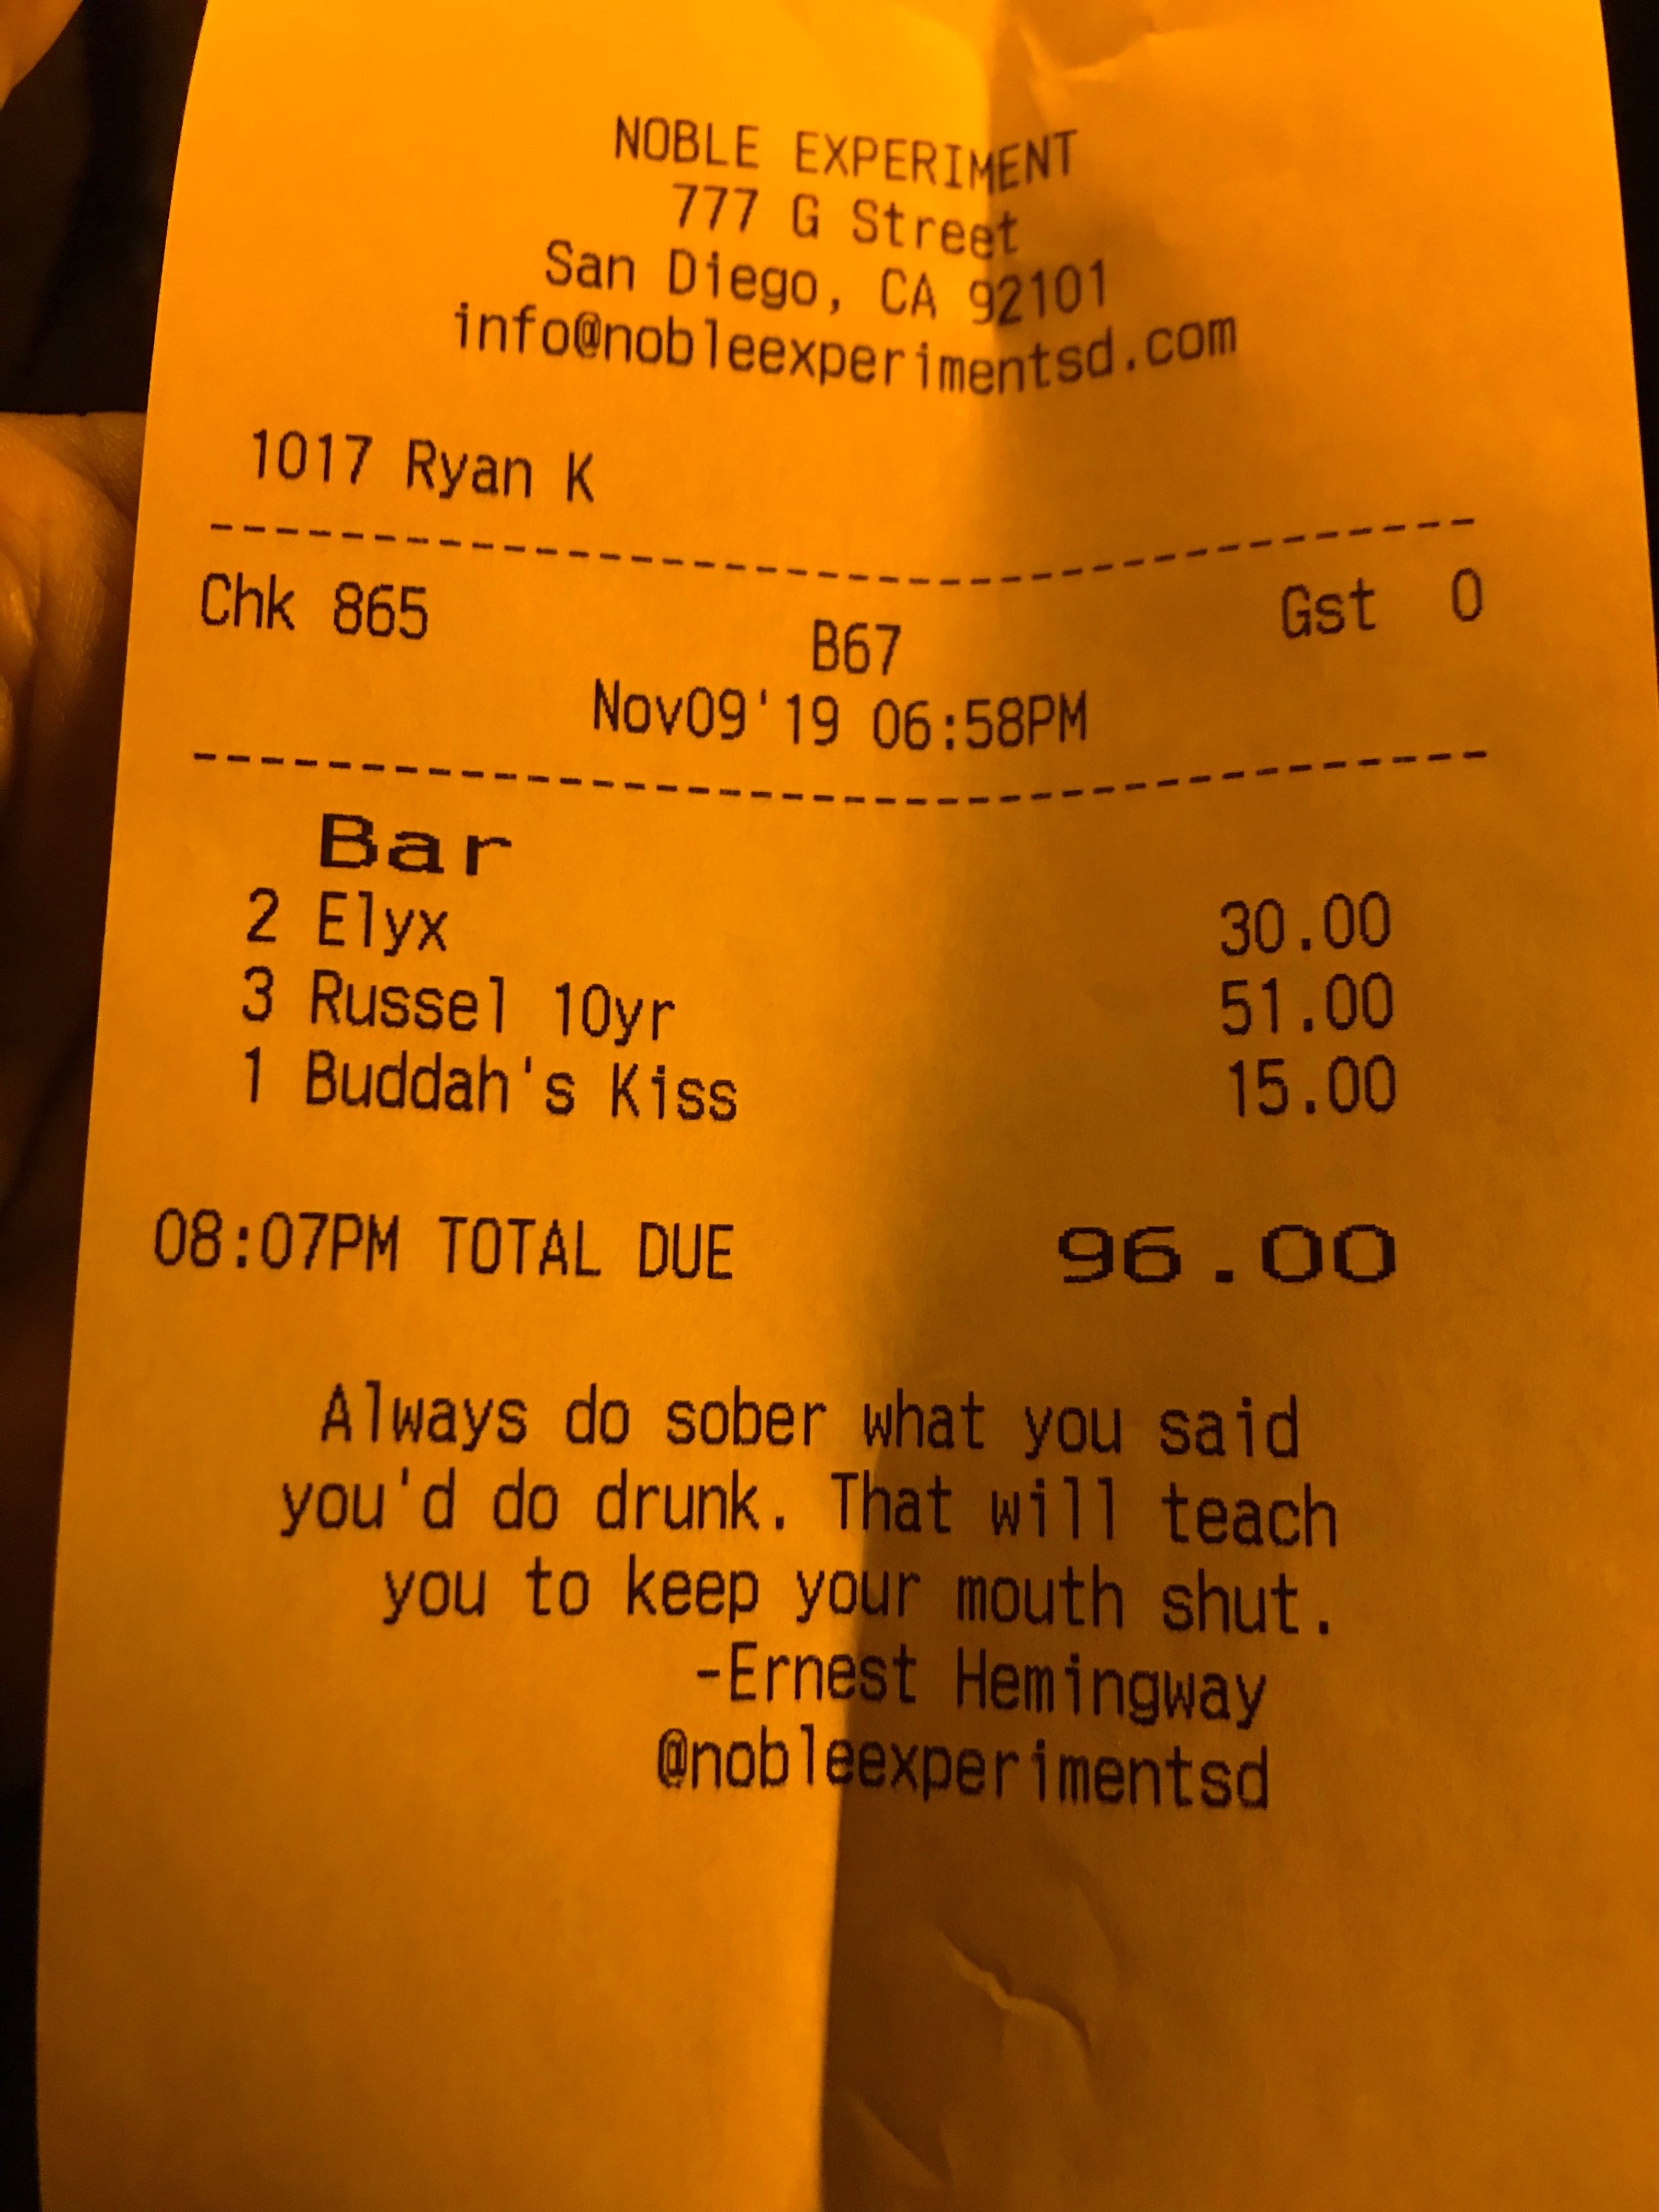 NOBLE EXPERIMENT
777 G Street
San Diego, CA 92101
info@nobleexperimentsd.com
1017 Ryan K
----------------------------------------
Chk 865 B67 Gst 0
Nov09'19 06:58PM
----------------------------------------
Bar
2 Elyx 30.00
3 Russel 10yr 51.00
1 Buddah's Kiss 15.00
08:07PM TOTAL DUE 96.00
Always do sober what you said
you'd do drunk. That will teach
you to keep your mouth shut.
-Ernest Hemingway
@nobleexperimentsd